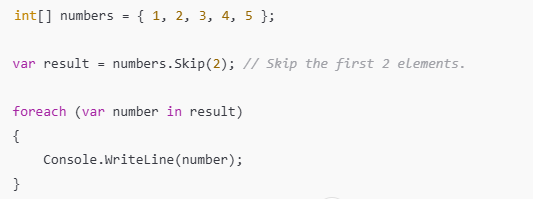 int[] numbers = { 1, 2, 3, 4, 5 };
var result = numbers.Skip(2); // Skip the first 2 elements.
foreach (var number in result)
{
    Console.WriteLine(number);
}